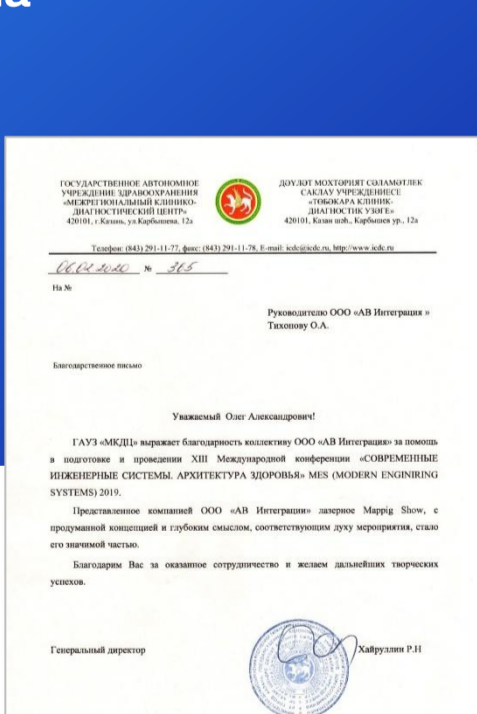 на
ГОСУДАРСТВЕННОЕ АВТОНОМНОЕ
УЧРЕЖДЕНИЕ ЗДРАВООХРАНЕНИЯ
«МЕЖРЕГИОНАЛЬНЫЙ КЛИНИКО-
ДИАГНОСТИЧЕСКИЙ ЦЕНТР»
420101, г.Казань, ул.Карбышева, 12а
ДӘҮЛӘТ МОХТӘРИЯТ СӘЛАМӘТЛЕК
САКЛАУ УЧРЕЖДЕНИЕСЕ
«ТӨБӘКАРА КЛИНИК-
ДИАГНОСТИК ҮЗӘГЕ»
420101, Казан шәһ., Карбышев ур., 12а
Телефон: (843) 291-11-77, факс: (843) 291-11-78, E-mail: icdc@icdc.ru, http://www.icdc.ru
06.02.2020 № 365
На №
Руководителю ООО «АВ Интеграция »
Тихонову О.А.
Благодарственное письмо
Уважаемый Олег Александрович!
ГАУЗ «МКДЦ» выражает благодарность коллективу ООО «АВ Интеграция» за помощь
в подготовке и проведении XIII Международной конференции «СОВРЕМЕННЫЕ
ИНЖЕНЕРНЫЕ СИСТЕМЫ. АРХИТЕКТУРА ЗДОРОВЬЯ» MES (MODERN ENGINIRING
SYSTEMS) 2019.
Представленное компанией ООО «АВ Интеграции» лазерное Mappig Show, с
продуманной концепцией и глубоким смыслом, соответствующим духу мероприятия, стало
его значимой частью.
Благодарим Вас за оказанное сотрудничество и желаем дальнейших творческих
успехов.
Генеральный директор
Хайруллин Р.Н